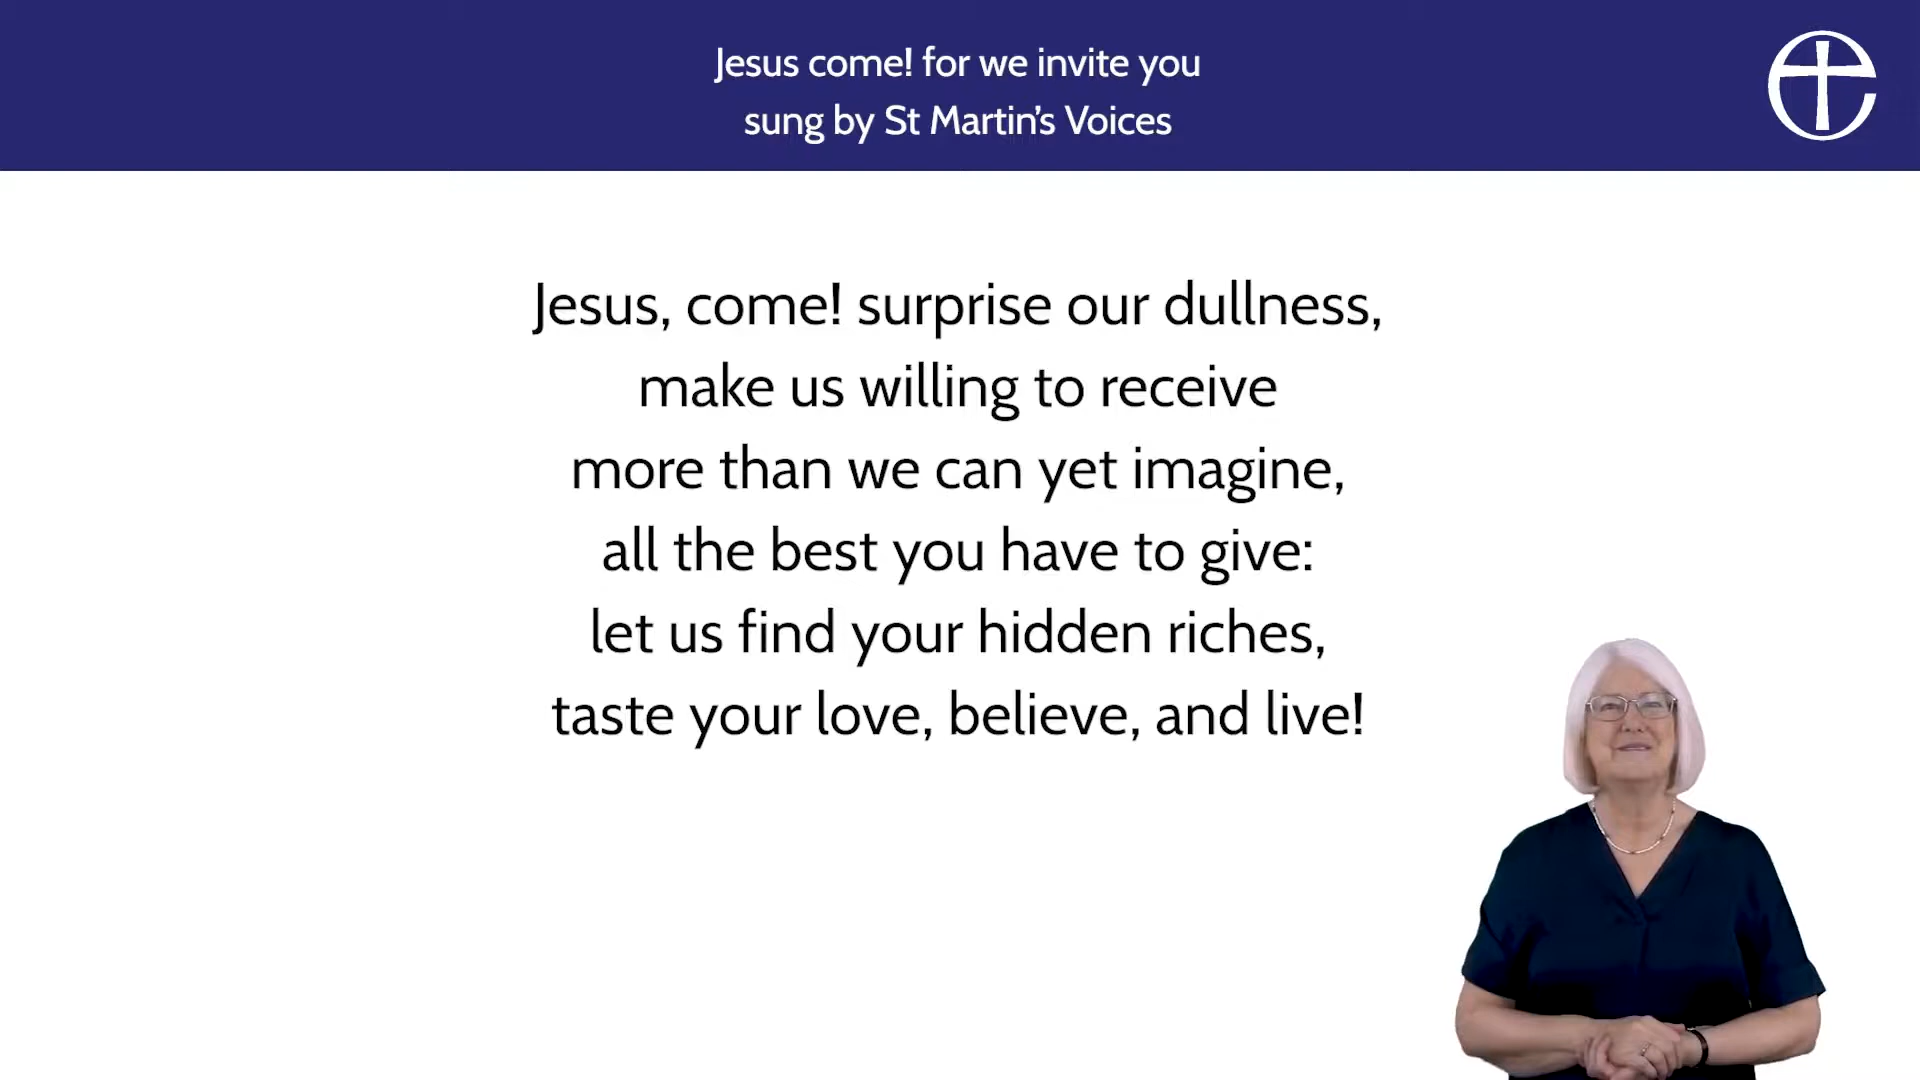 Jesus come! for we invite you
sung by St Martin's Voices
Jesus, come! surprise our dullness,
make us willing to receive
more than we can yet imagine,
all the best you have to give:
let us find your hidden riches,
taste your love, believe, and live!